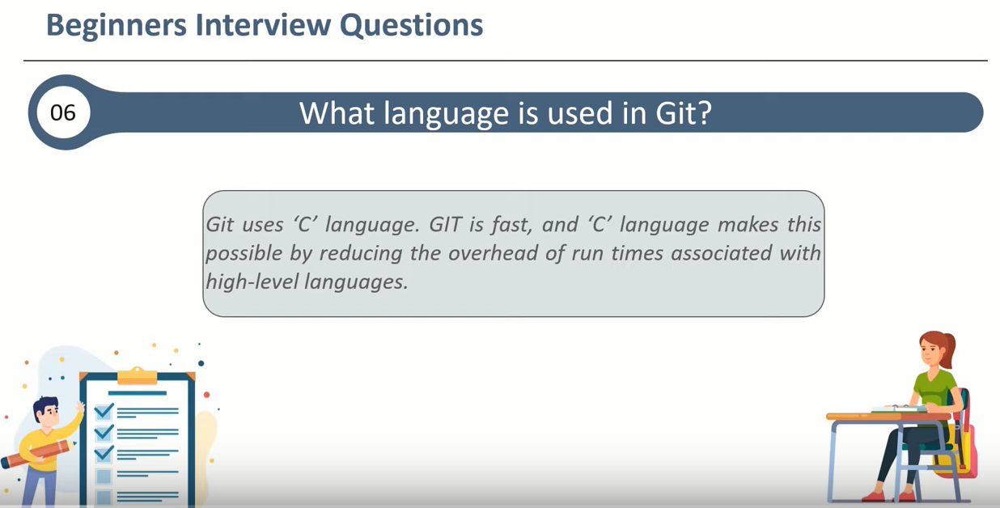 Beginners Interview Questions
06
What language is used in Git?
Git uses ‘C’ language. GIT is fast, and ‘C’ language makes this
possible by reducing the overhead of run times associated with
high-level languages.